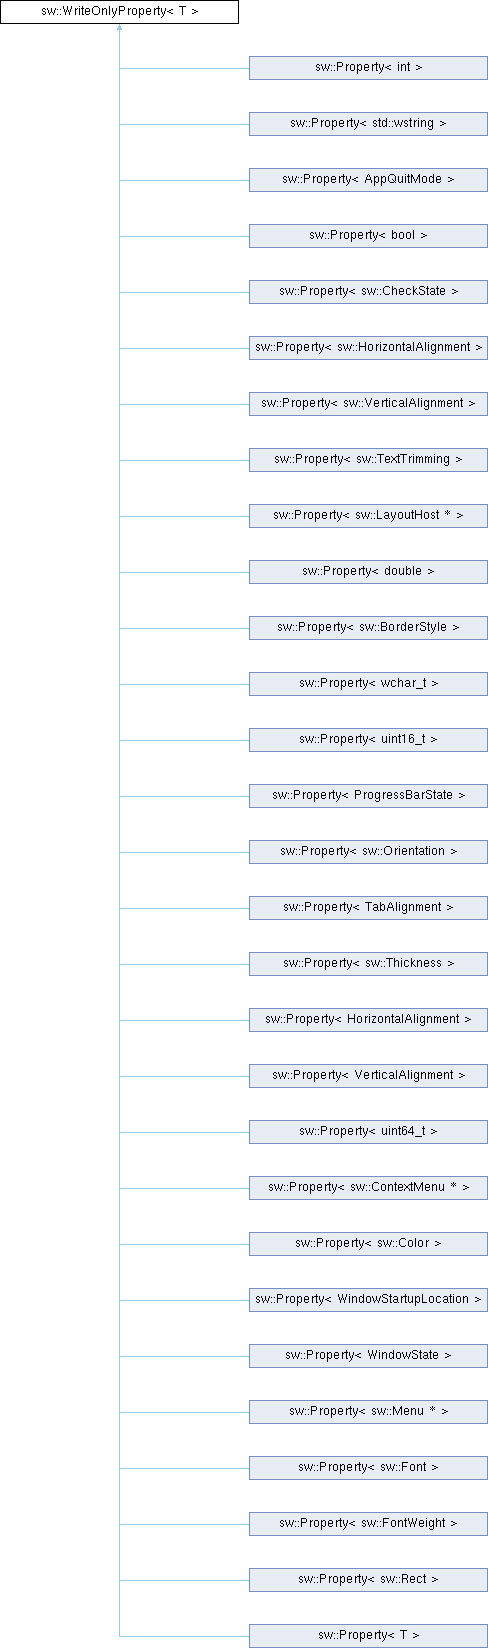 sw::WriteOnlyProperty< T >
sw::Property< int >
sw::Property< std::wstring >
sw::Property< AppQuitMode >
sw::Property< bool >
sw::Property< sw::CheckState >
sw::Property< sw::HorizontalAlignment >
sw::Property< sw::VerticalAlignment >
sw::Property< sw::TextTrimming >
sw::Property< sw::LayoutHost * >
sw::Property< double >
sw::Property< sw::BorderStyle >
sw::Property< wchar_t >
sw::Property< uint16_t >
sw::Property< ProgressBarState >
sw::Property< sw::Orientation >
sw::Property< TabAlignment >
sw::Property< sw::Thickness >
sw::Property< HorizontalAlignment >
sw::Property< VerticalAlignment >
sw::Property< uint64_t >
sw::Property< sw::ContextMenu * >
sw::Property< sw::Color >
sw::Property< WindowStartupLocation >
sw::Property< WindowState >
sw::Property< sw::Menu * >
sw::Property< sw::Font >
sw::Property< sw::FontWeight >
sw::Property< sw::Rect >
sw::Property< T >